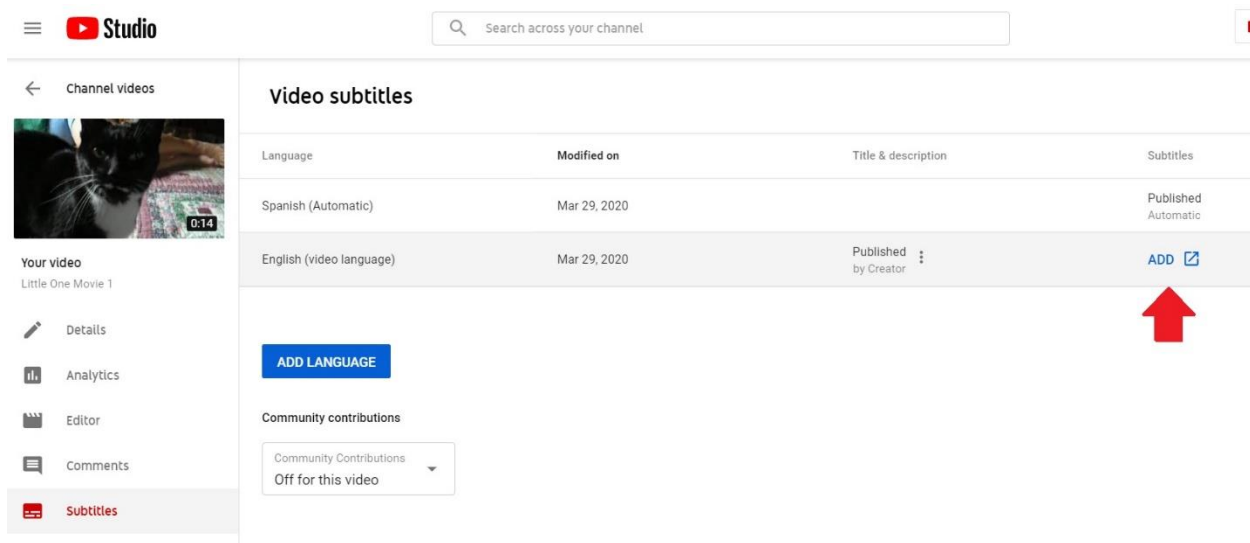 Studio
Search across your channel
Channel videos
0:14
Your video
Little One Movie 1
Details
Analytics
Editor
Comments
Subtitles
Video subtitles
Language Modified on Title & description Subtitles
Spanish (Automatic) Mar 29, 2020 Published
Automatic
English (video language) Mar 29, 2020 Published ADD
by Creator
ADD LANGUAGE
Community contributions
Community Contributions
Off for this video